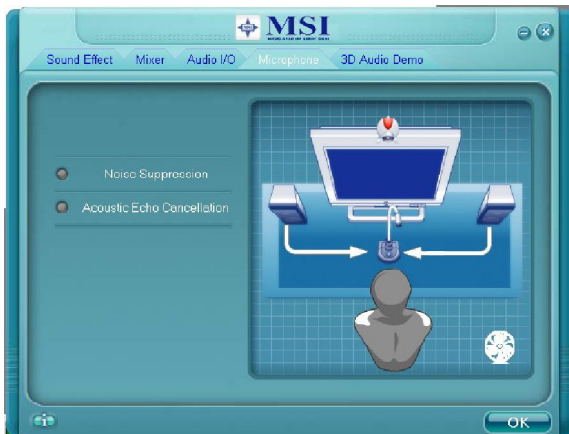 MSI
Sound Effect Mixer Audio I/O Microphone 3D Audio Demo
Noise Suppression
Acoustic Echo Cancellation
OK